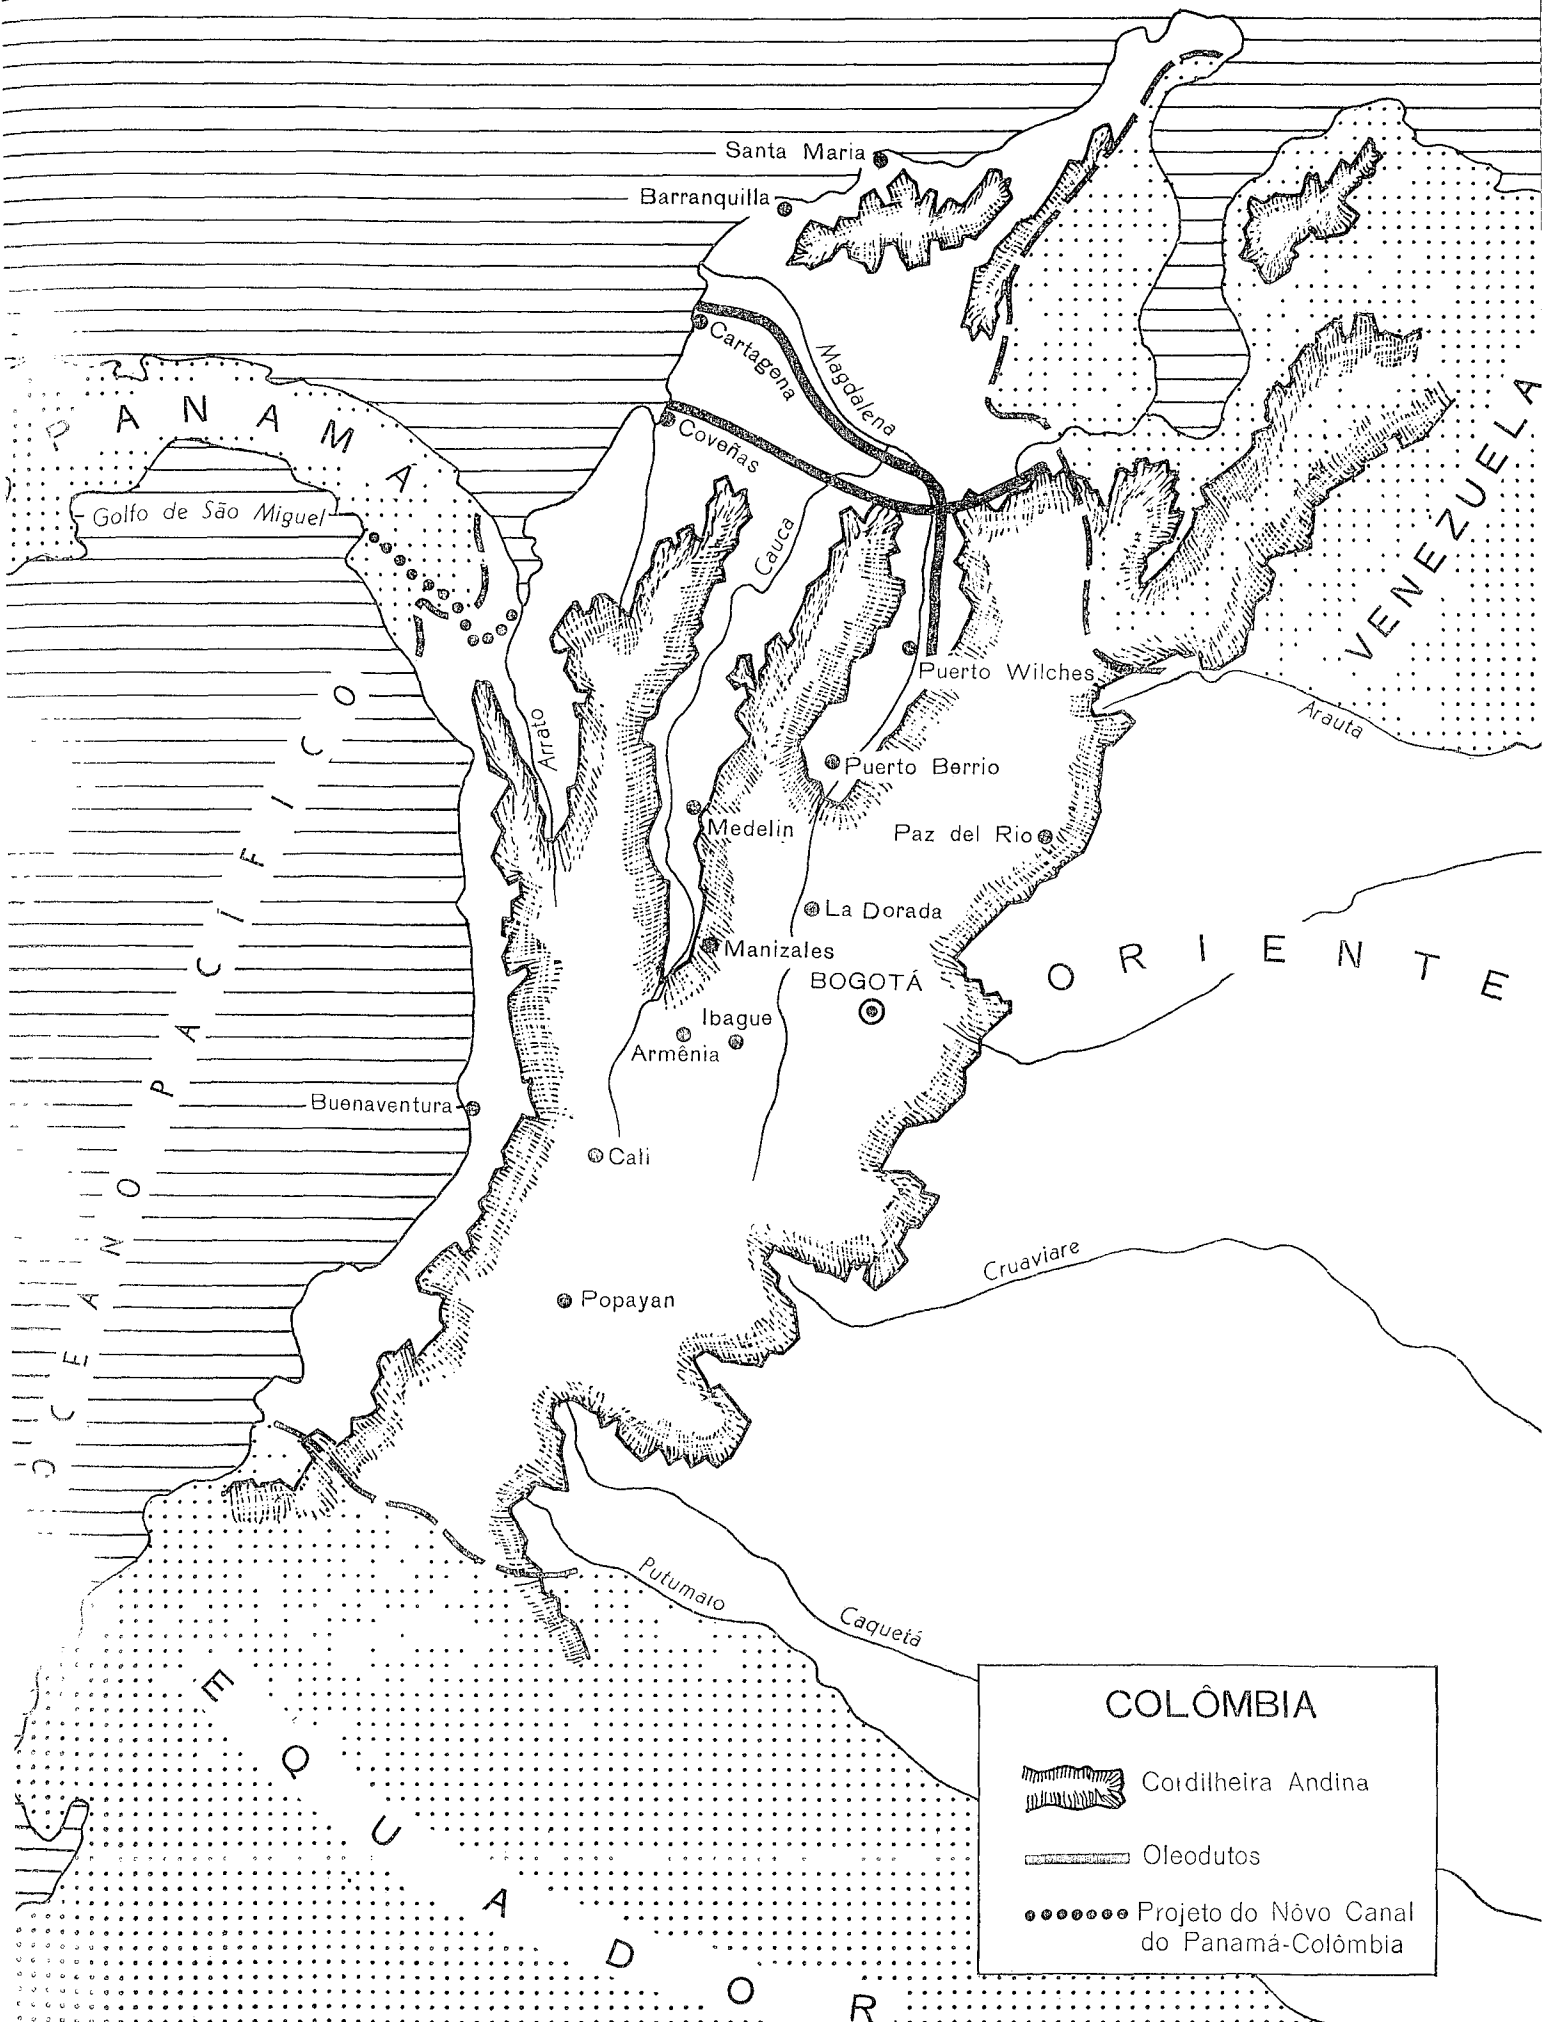 Santa Maria
Barranquilla
Cartagena
Magdalena
Coveñas
PANAMÁ
Golfo de São Miguel
Cauca
VENEZUELA
Puerto Wilches
Arauta
Arrato
Puerto Berrio
Medelin
Paz del Rio
La Dorada
Manizales
ORIENTE
BOGOTÁ
Ibague
Armênia
Buenaventura
Cali
OCEANO PACÍFICO
Cruaviare
Popayan
Putumaio
Caquetá
EQUADOR
COLÔMBIA
Cordilheira Andina
Oleodutos
Projeto do Nôvo Canal
do Panamá-Colômbia